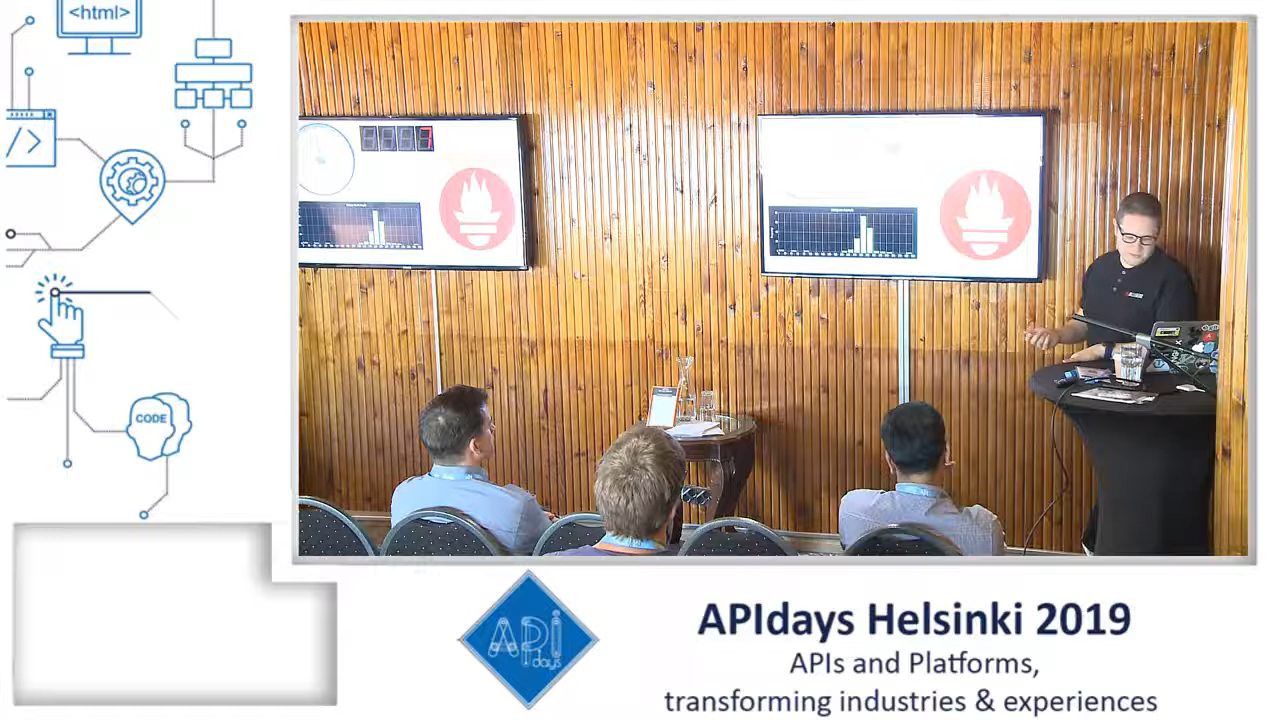 <html>
</>
CODE
API
days
APIdays Helsinki 2019
APIs and Platforms,
transforming industries & experiences